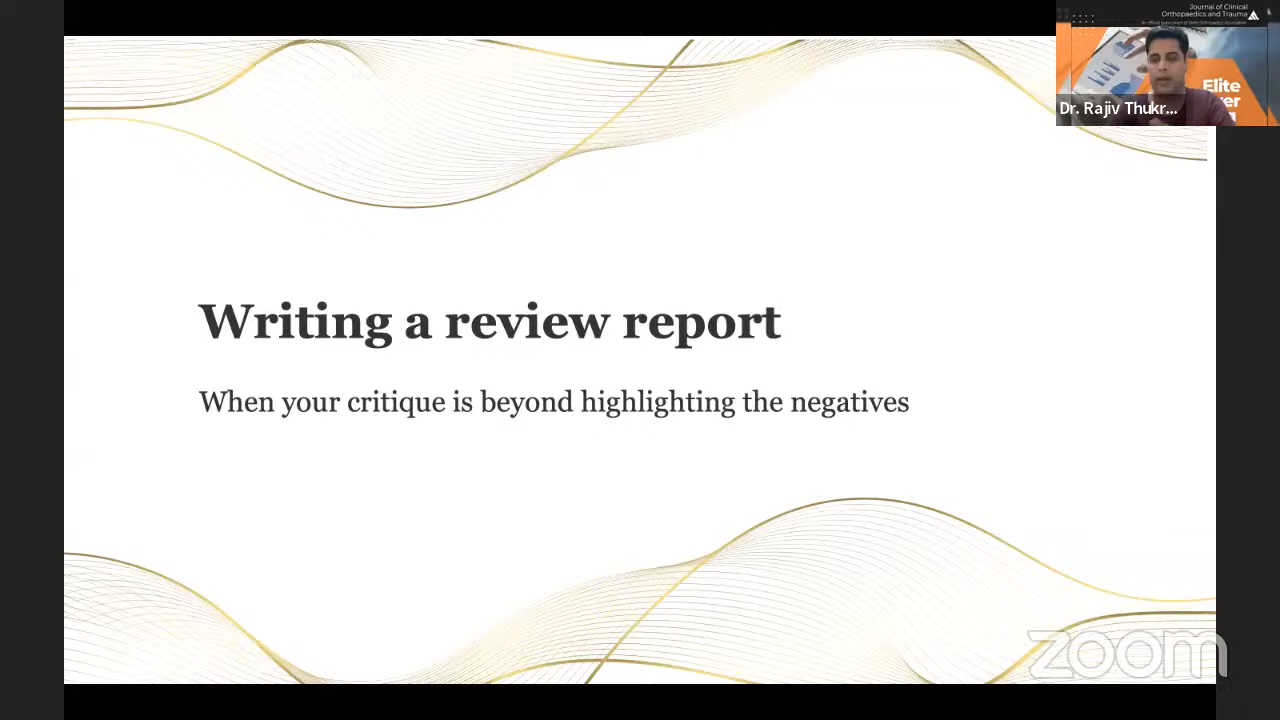 Journal of Clinical
Orthopaedics and Trauma
Elite
Dr. Rajiv Thukr...
Writing a review report
When your critique is beyond highlighting the negatives
zoom